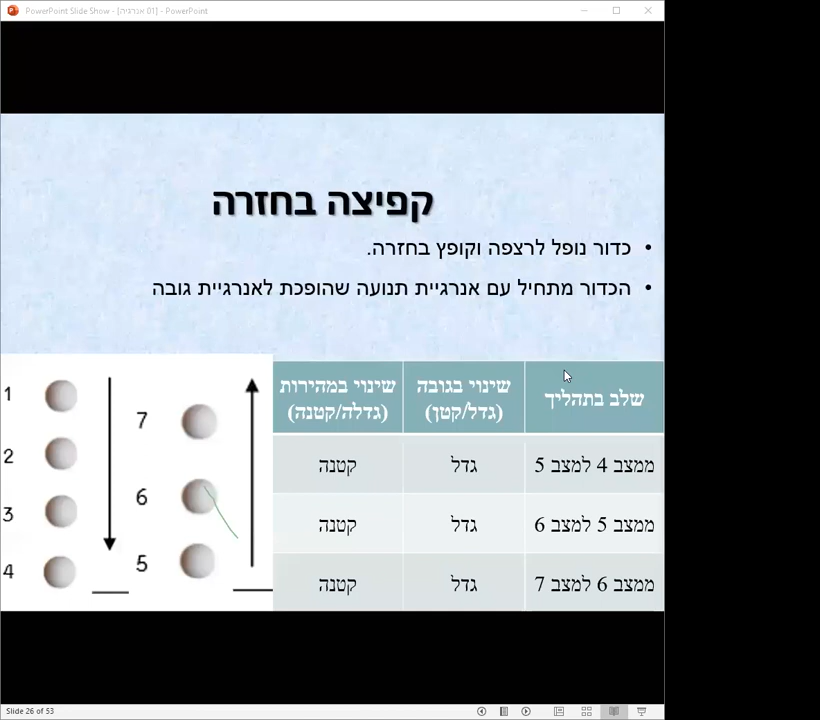 PowerPoint Slide Show - [01 אנרגיה] - PowerPoint
קפיצה בחזרה
• כדור נופל לרצפה וקופץ בחזרה.
• הכדור מתחיל עם אנרגיית תנועה שהופכת לאנרגיית גובה
שלב בתהליך
שינוי בגובה
(גדל/קטן)
שינוי במהירות
(גדלה/קטנה)
ממצב 4 למצב 5 גדל קטנה
ממצב 5 למצב 6 גדל קטנה
ממצב 6 למצב 7 גדל קטנה
1
2
3
4
7
6
5
Slide 26 of 53